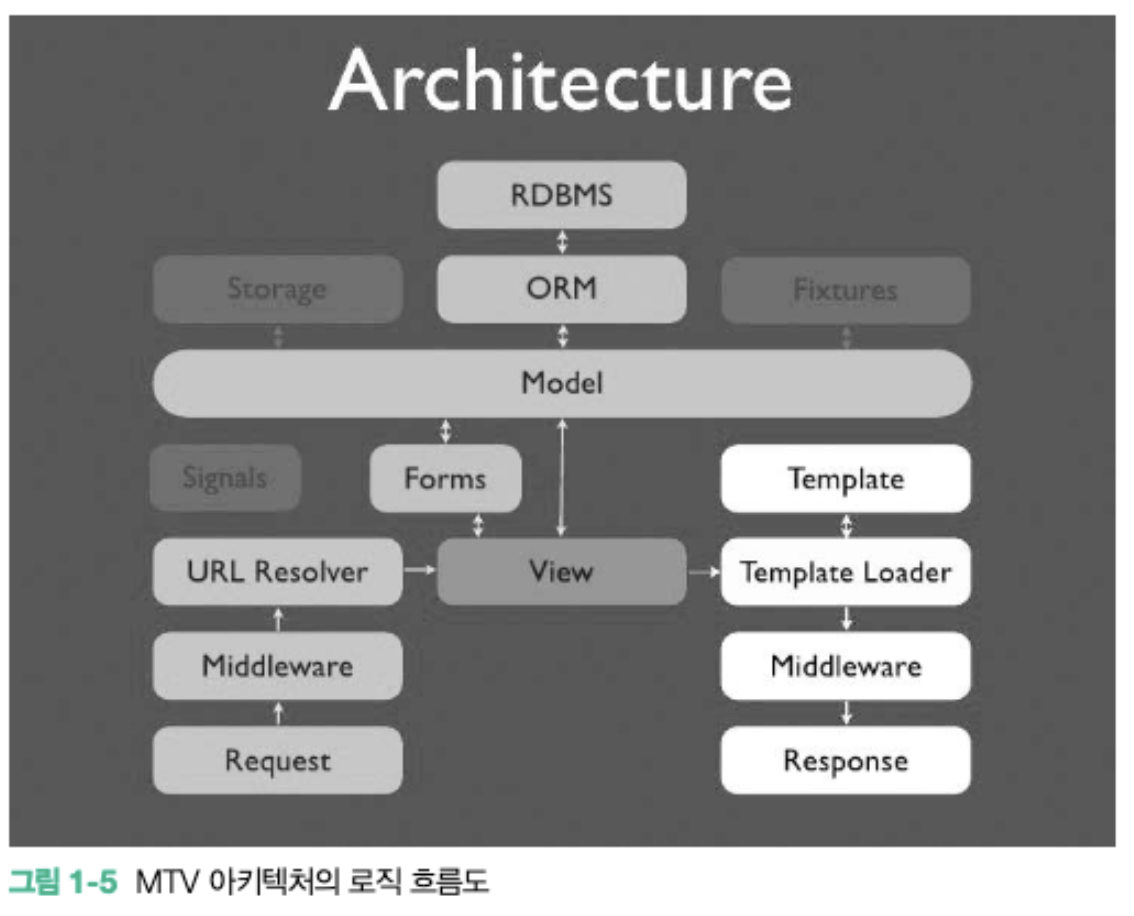 Architecture
RDBMS
Storage
ORM
Fixtures
Model
Signals
Forms
Template
URL Resolver
View
Template Loader
Middleware
Middleware
Request
Response
그림 1-5 MTV 아키텍처의 로직 흐름도